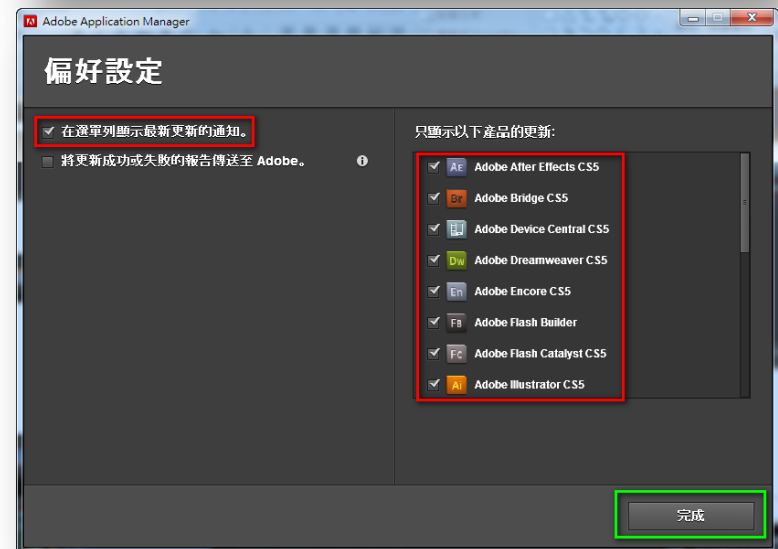 Adobe Application Manager
偏好設定
在選單列顯示最新更新的通知。
將更新成功或失敗的報告傳送至 Adobe。
只顯示以下產品的更新:
AE Adobe After Effects CS5
Br Adobe Bridge CS5
Adobe Device Central CS5
Dw Adobe Dreamweaver CS5
En Adobe Encore CS5
FB Adobe Flash Builder
FC Adobe Flash Catalyst CS5
Ai Adobe Illustrator CS5
完成